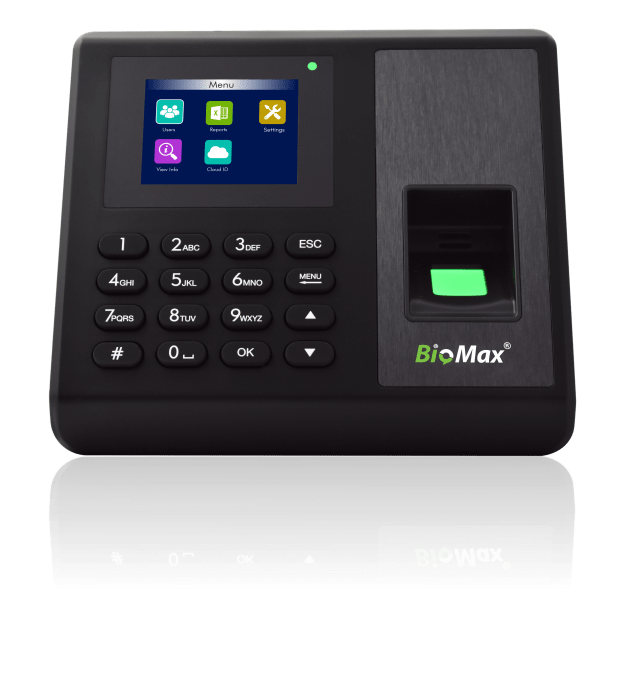 Menu
Users Reports Settings
View Info Cloud ID
1 2ABC 3DEF ESC
4GHI 5JKL 6MNO MENU
7PQRS 8TUV 9WXYZ ▲
# 0⎵ OK ▼
BioMax®